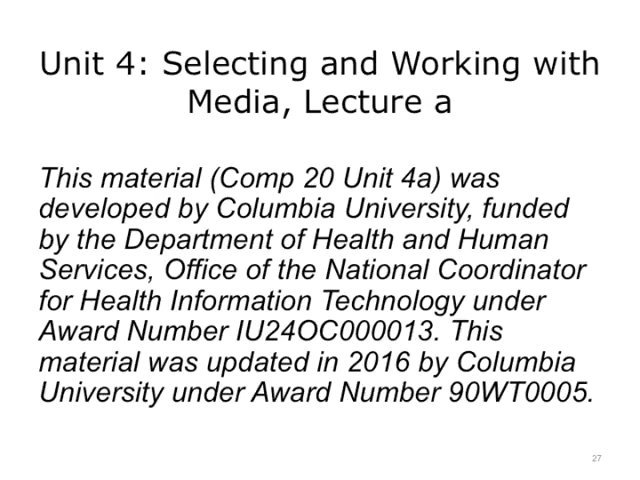 Unit 4: Selecting and Working with
Media, Lecture a
This material (Comp 20 Unit 4a) was
developed by Columbia University, funded
by the Department of Health and Human
Services, Office of the National Coordinator
for Health Information Technology under
Award Number IU24OC000013. This
material was updated in 2016 by Columbia
University under Award Number 90WT0005.
27